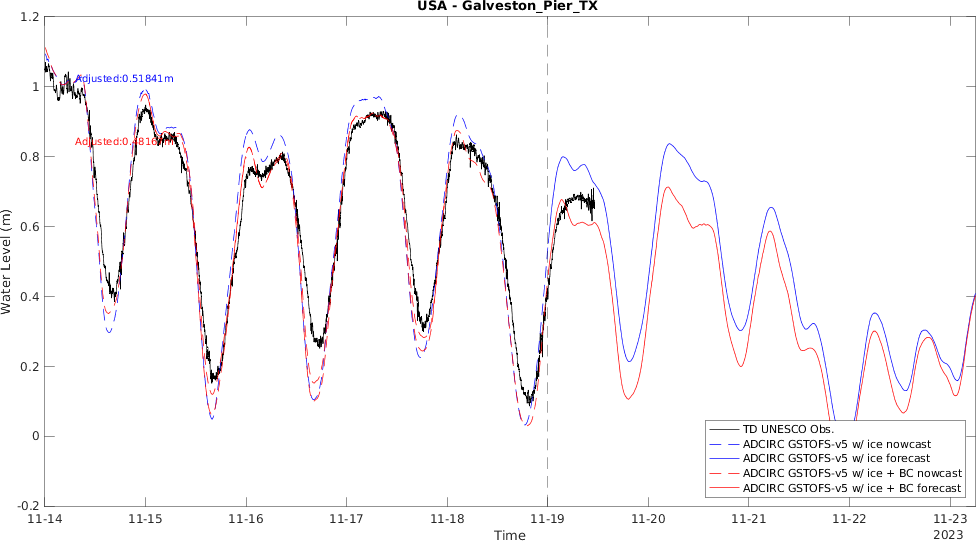 USA - Galveston_Pier_TX
1.2
1
0.8
0.6
0.4
0.2
0
-0.2
Water Level (m)
Adjusted:0.51841m
TD UNESCO Obs.
ADCIRC GSTOFS-v5 w/ ice nowcast
ADCIRC GSTOFS-v5 w/ ice forecast
ADCIRC GSTOFS-v5 w/ ice + BC nowcast
ADCIRC GSTOFS-v5 w/ ice + BC forecast
11-14 11-15 11-16 11-17 11-18 11-19 11-20 11-21 11-22 11-23
Time
2023